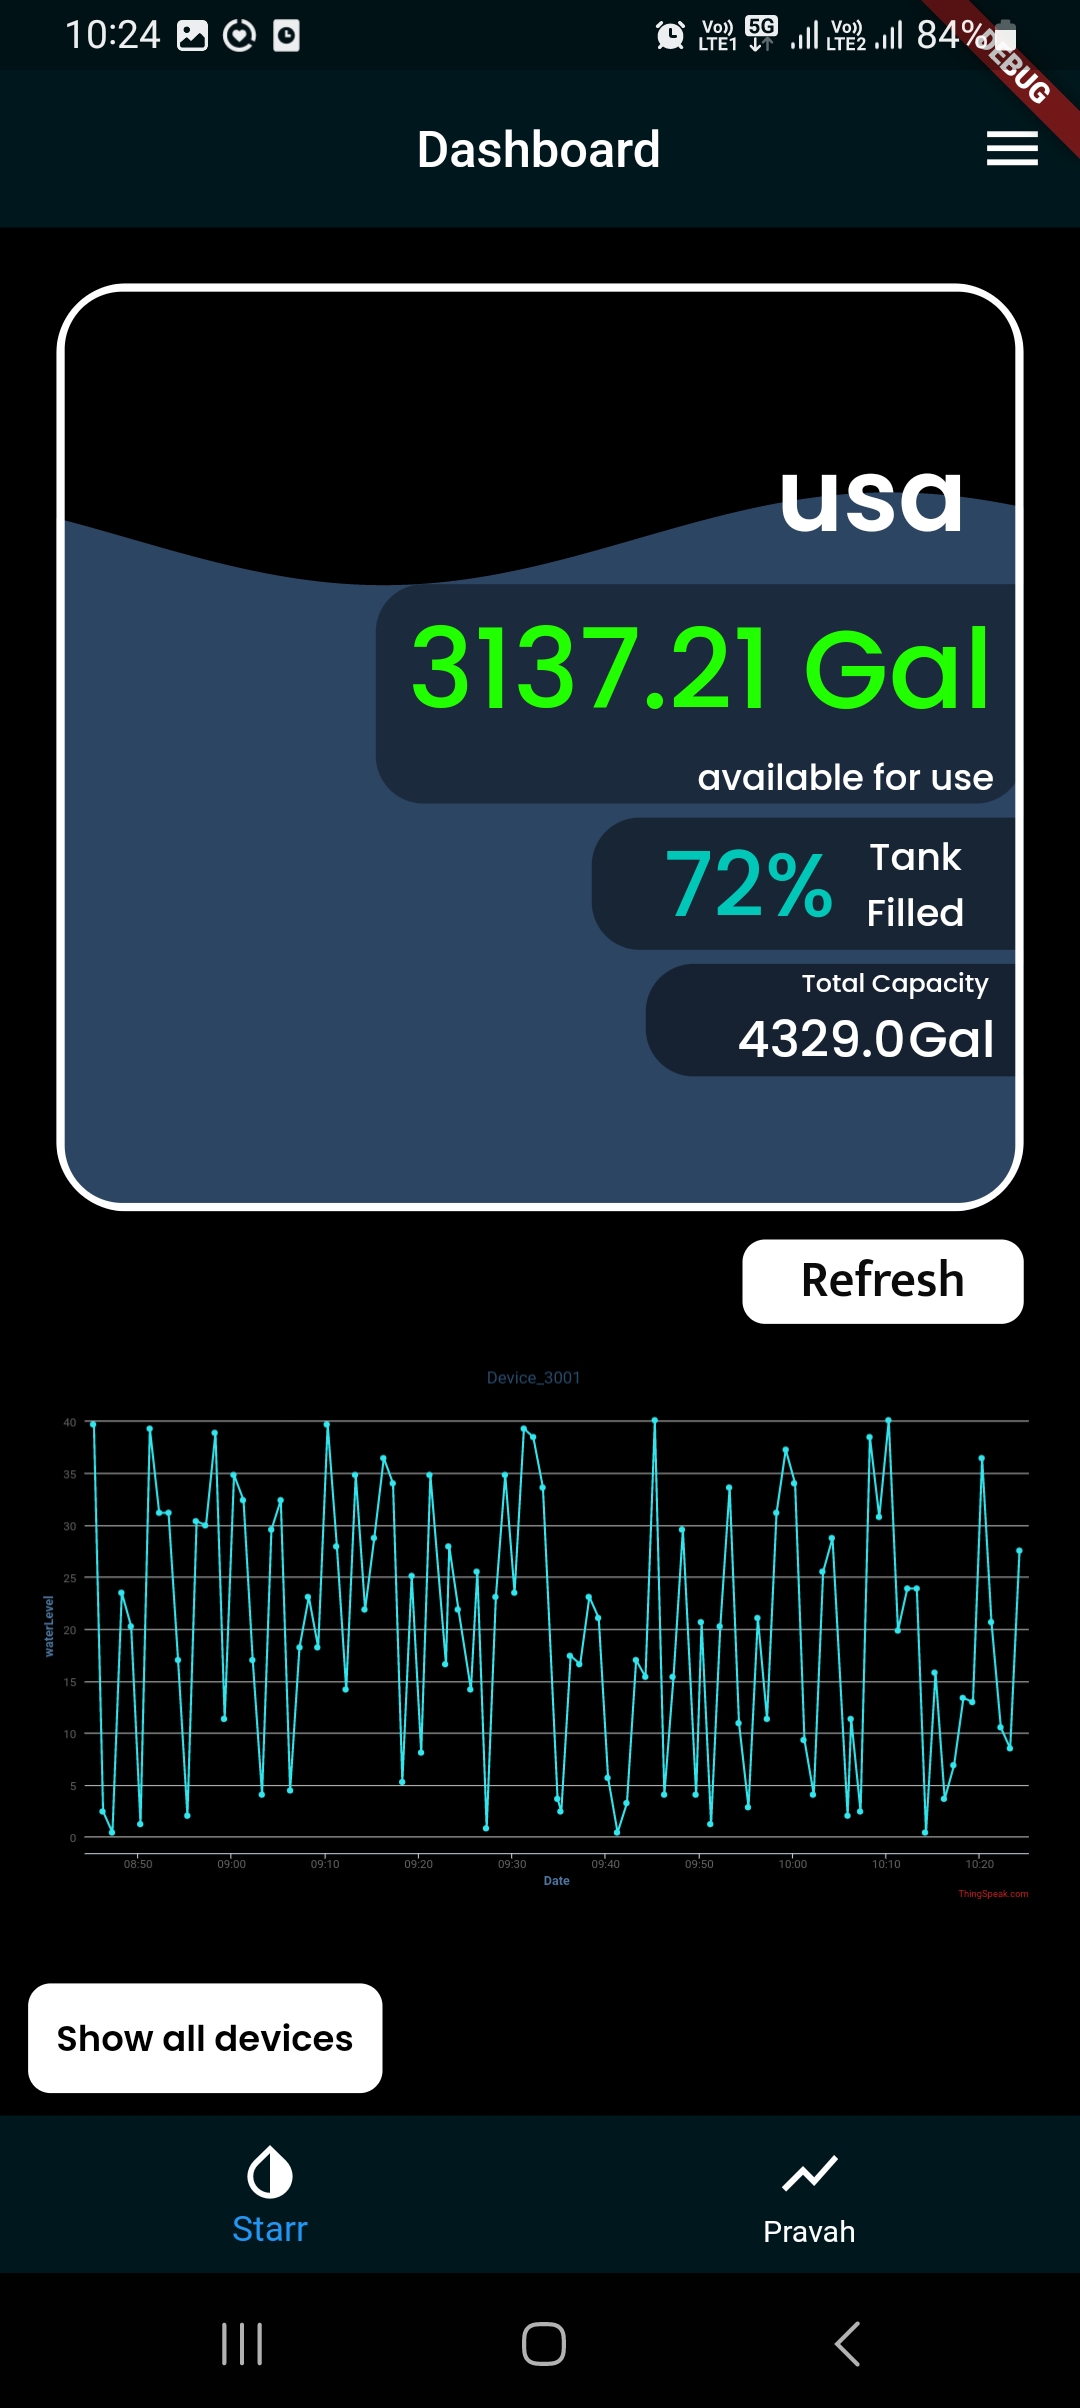 10:24
Vo)) LTE1 5G Vo)) LTE2 84%
DEBUG
Dashboard
usa
3137.21 Gal
available for use
72%
Tank
Filled
Total Capacity
4329.0Gal
Refresh
Device_3001
40
35
30
25
20
15
10
5
0
waterLevel
08:50 09:00 09:10 09:20 09:30 09:40 09:50 10:00 10:10 10:20
Date
ThingSpeak.com
Show all devices
Starr
Pravah